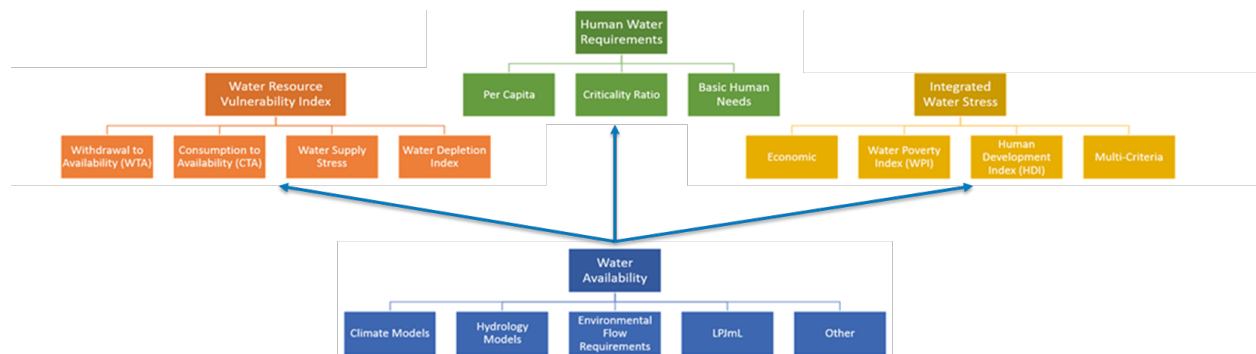 Human Water
Requirements
Per Capita
Criticality Ratio
Basic Human
Needs
Water Resource
Vulnerability Index
Withdrawal to
Availability (WTA)
Consumption to
Availability (CTA)
Water Supply
Stress
Water Depletion
Index
Integrated
Water Stress
Economic
Water Poverty
Index (WPI)
Human
Development
Index (HDI)
Multi-Criteria
Water
Availability
Climate Models
Hydrology
Models
Environmental
Flow
Requirements
LPJmL
Other